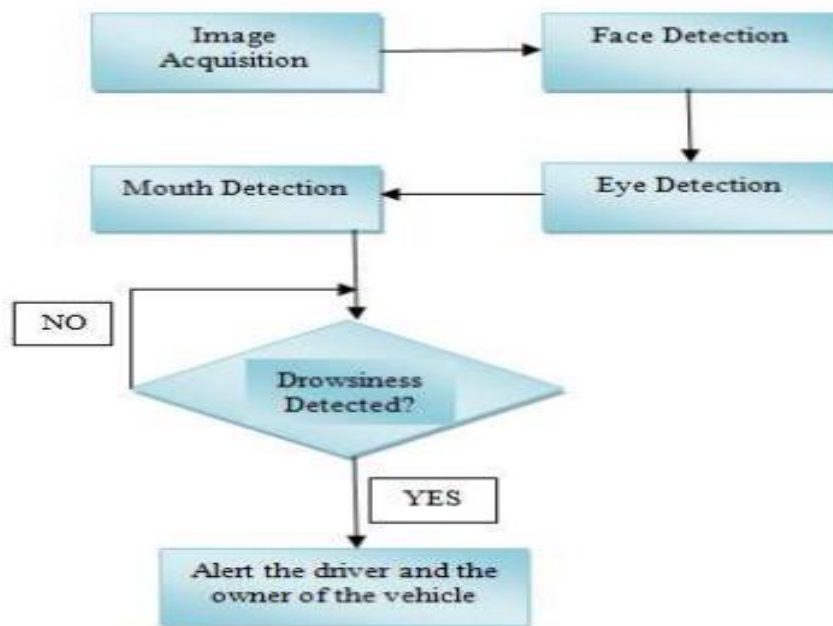 Image
Acquisition
Face Detection
Eye Detection
Mouth Detection
NO
Drowsiness
Detected?
YES
Alert the driver and the
owner of the vehicle